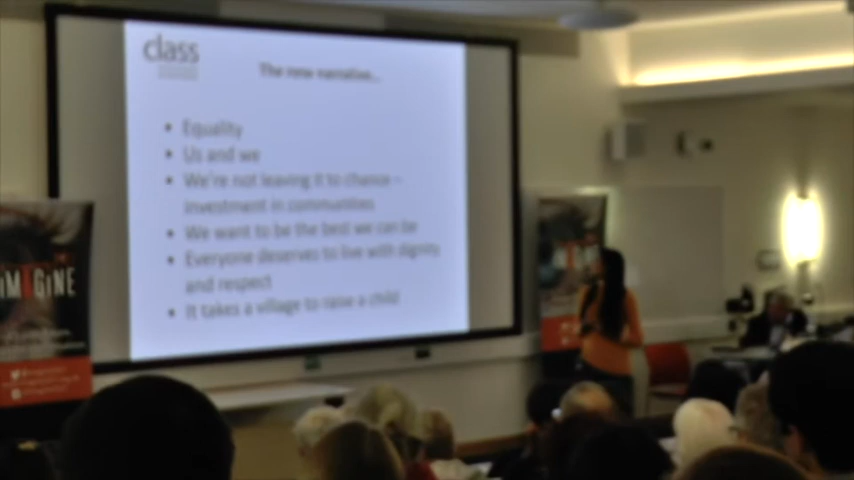 class
The new narrative...
• Equality
• Us and we
• We're not leaving it to chance –
investment in communities
• We want to be the best we can be
• Everyone deserves to live with dignity
and respect
• It takes a village to raise a child
IMAGINE